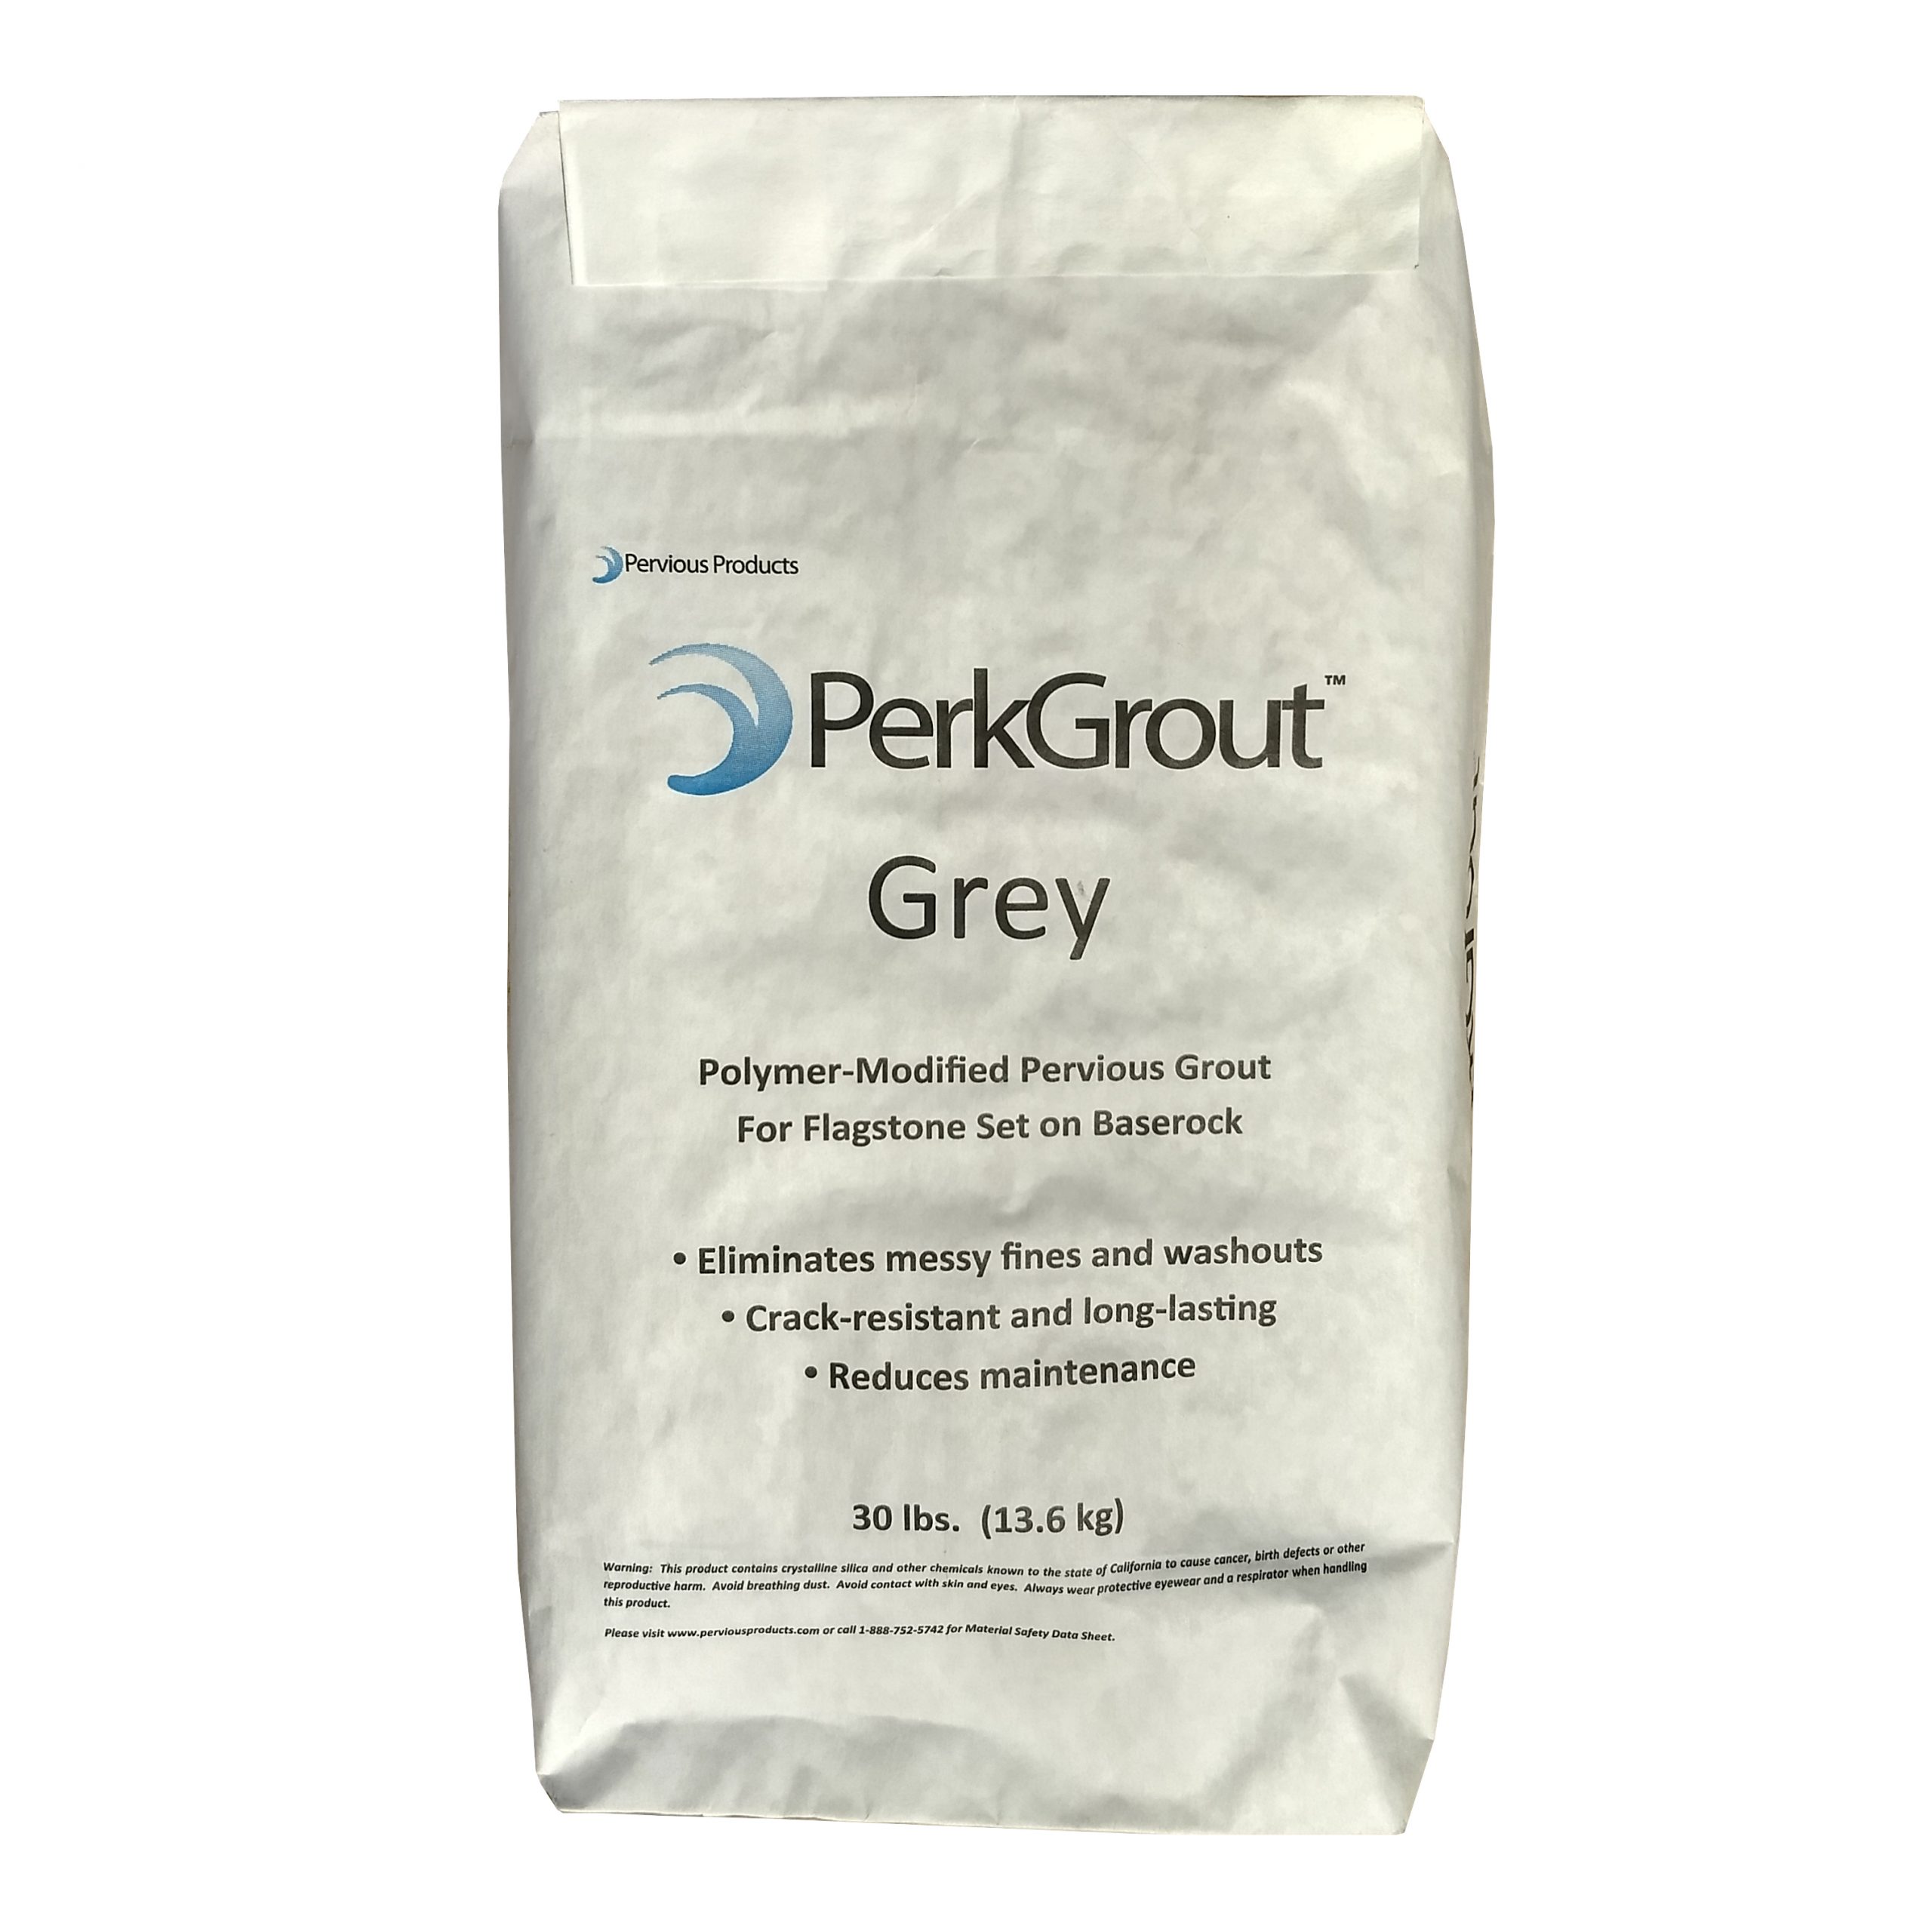 Pervious Products
PerkGrout™
Grey
Polymer-Modified Pervious Grout
For Flagstone Set on Baserock
• Eliminates messy fines and washouts
• Crack-resistant and long-lasting
• Reduces maintenance
30 lbs. (13.6 kg)
Warning: This product contains crystalline silica and other chemicals known to the state of California to cause cancer, birth defects or other
reproductive harm. Avoid breathing dust. Avoid contact with skin and eyes. Always wear protective eyewear and a respirator when handling
this product.
Please visit www.perviousproducts.com or call 1-888-752-5742 for Material Safety Data Sheet.